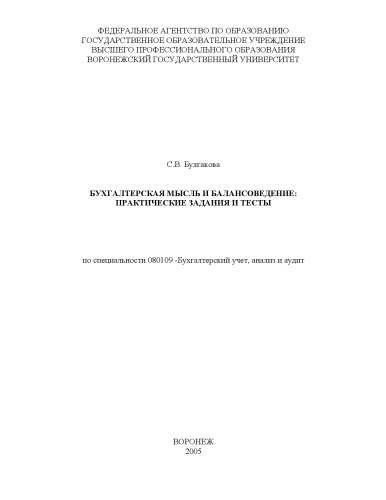 ФЕДЕРАЛЬНОЕ АГЕНТСТВО ПО ОБРАЗОВАНИЮ
ГОСУДАРСТВЕННОЕ ОБРАЗОВАТЕЛЬНОЕ УЧРЕЖДЕНИЕ
ВЫСШЕГО ПРОФЕССИОНАЛЬНОГО ОБРАЗОВАНИЯ
ВОРОНЕЖСКИЙ ГОСУДАРСТВЕННЫЙ УНИВЕРСИТЕТ
С.В. Булгакова
БУХГАЛТЕРСКАЯ МЫСЛЬ И БАЛАНСОВЕДЕНИЕ:
ПРАКТИЧЕСКИЕ ЗАДАНИЯ И ТЕСТЫ
по специальности 080109 -Бухгалтерский учет, анализ и аудит
ВОРОНЕЖ
2005